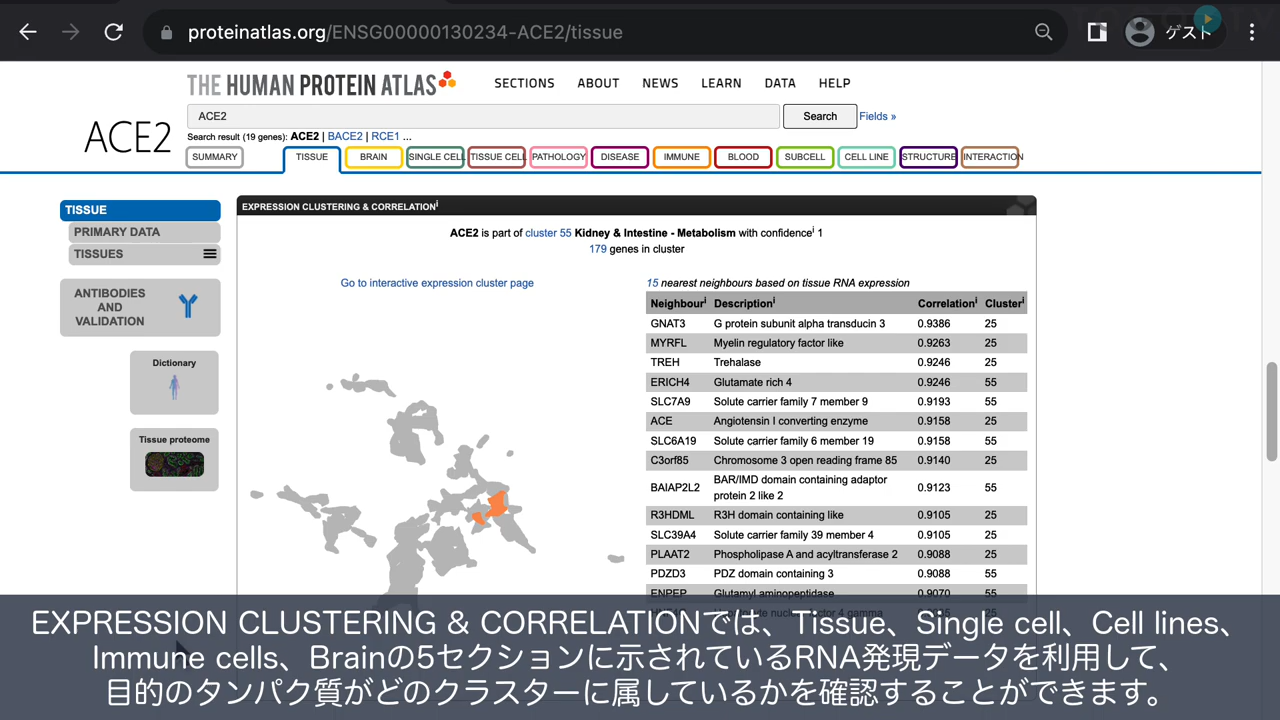 proteinatlas.org/ENSG00000130234-ACE2/tissue
ゲスト
THE HUMAN PROTEIN ATLAS
SECTIONS ABOUT NEWS LEARN DATA HELP
ACE2
ACE2
Search
Fields »
Search result (19 genes): ACE2 | BACE2 | RCE1 ...
SUMMARY TISSUE BRAIN SINGLE CELL TISSUE CELL PATHOLOGY DISEASE IMMUNE BLOOD SUBCELL CELL LINE STRUCTURE INTERACTION
TISSUE
PRIMARY DATA
TISSUES
ANTIBODIES
AND
VALIDATION
Dictionary
Tissue proteome
EXPRESSION CLUSTERING & CORRELATIONi
ACE2 is part of cluster 55 Kidney & Intestine - Metabolism with confidencei 1
179 genes in cluster
Go to interactive expression cluster page
15 nearest neighbours based on tissue RNA expression
Neighbouri Descriptioni Correlationi Clusteri
GNAT3 G protein subunit alpha transducin 3 0.9386 25
MYRFL Myelin regulatory factor like 0.9263 25
TREH Trehalase 0.9246 25
ERICH4 Glutamate rich 4 0.9246 55
SLC7A9 Solute carrier family 7 member 9 0.9193 55
ACE Angiotensin I converting enzyme 0.9158 25
SLC6A19 Solute carrier family 6 member 19 0.9158 55
C3orf85 Chromosome 3 open reading frame 85 0.9140 25
BAIAP2L2 BAR/IMD domain containing adaptor protein 2 like 2 0.9123 55
R3HDML R3H domain containing like 0.9105 25
SLC39A4 Solute carrier family 39 member 4 0.9105 25
PLAAT2 Phospholipase A and acyltransferase 2 0.9088 25
PDZD3 PDZ domain containing 3 0.9088 55
ENPEP Glutamyl aminopeptidase 0.9070 55
EXPRESSION CLUSTERING & CORRELATIONでは、Tissue、Single cell、Cell lines、
Immune cells、Brainの5セクションに示されているRNA発現データを利用して、
目的のタンパク質がどのクラスターに属しているかを確認することができます。